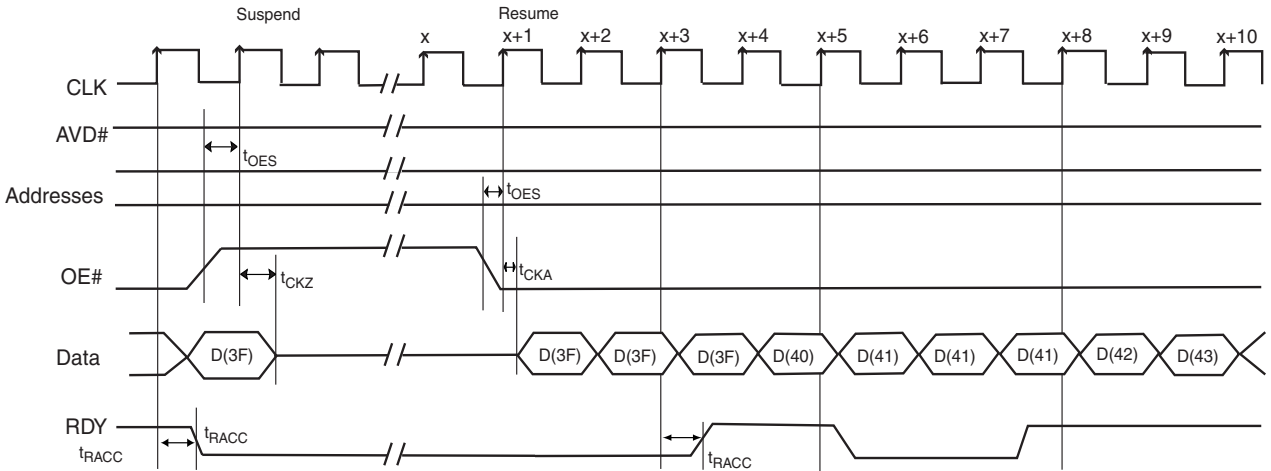 Suspend Resume
x x+1 x+2 x+3 x+4 x+5 x+6 x+7 x+8 x+9 x+10
CLK
AVD#
tOES
Addresses
tOES
OE#
tCKZ tCKA
Data D(3F) D(3F) D(3F) D(3F) D(40) D(41) D(41) D(41) D(42) D(43)
RDY
tRACC
tRACC tRACC